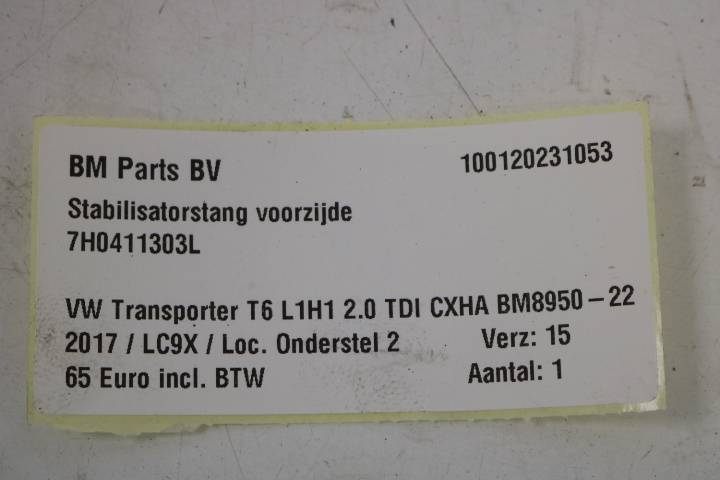 BM Parts BV 100120231053
Stabilisatorstang voorzijde
7H0411303L
VW Transporter T6 L1H1 2.0 TDI CXHA BM8950-22
2017 / LC9X / Loc. Onderstel 2 Verz: 15
65 Euro incl. BTW Aantal: 1